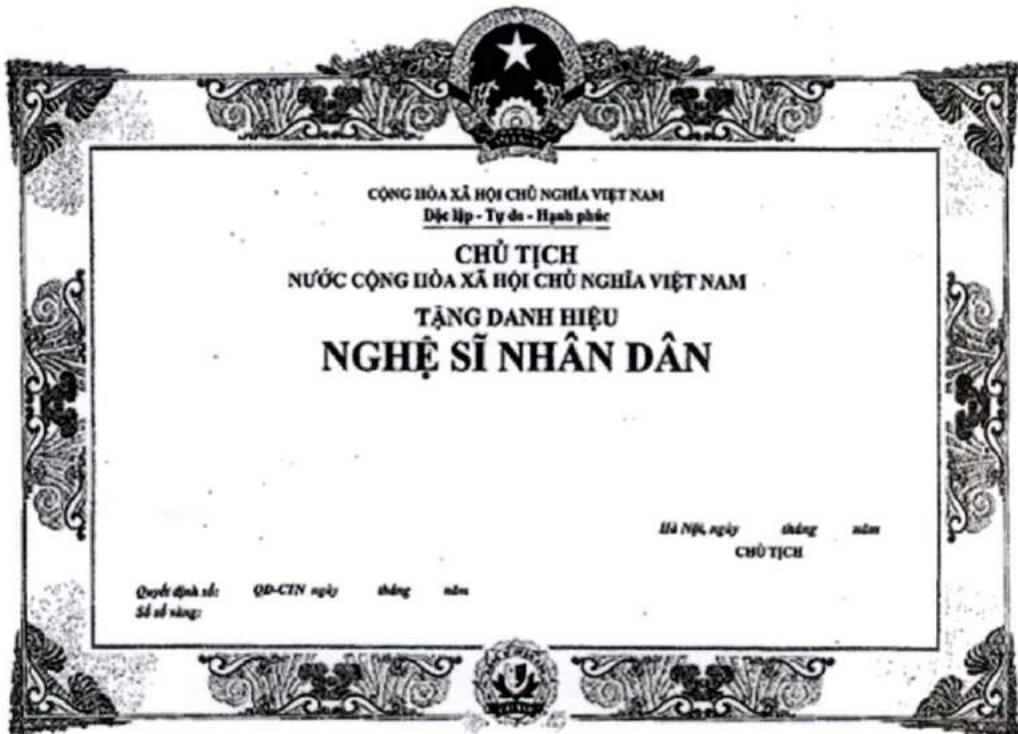 CỘNG HÒA XÃ HỘI CHỦ NGHĨA VIỆT NAM
Độc lập - Tự do - Hạnh phúc
CHỦ TỊCH
NƯỚC CỘNG HÒA XÃ HỘI CHỦ NGHĨA VIỆT NAM
TẶNG DANH HIỆU
NGHỆ SĨ NHÂN DÂN
Hà Nội, ngày tháng năm
CHỦ TỊCH
Quyết định số: QĐ-CTN ngày tháng năm
Số sổ vàng: